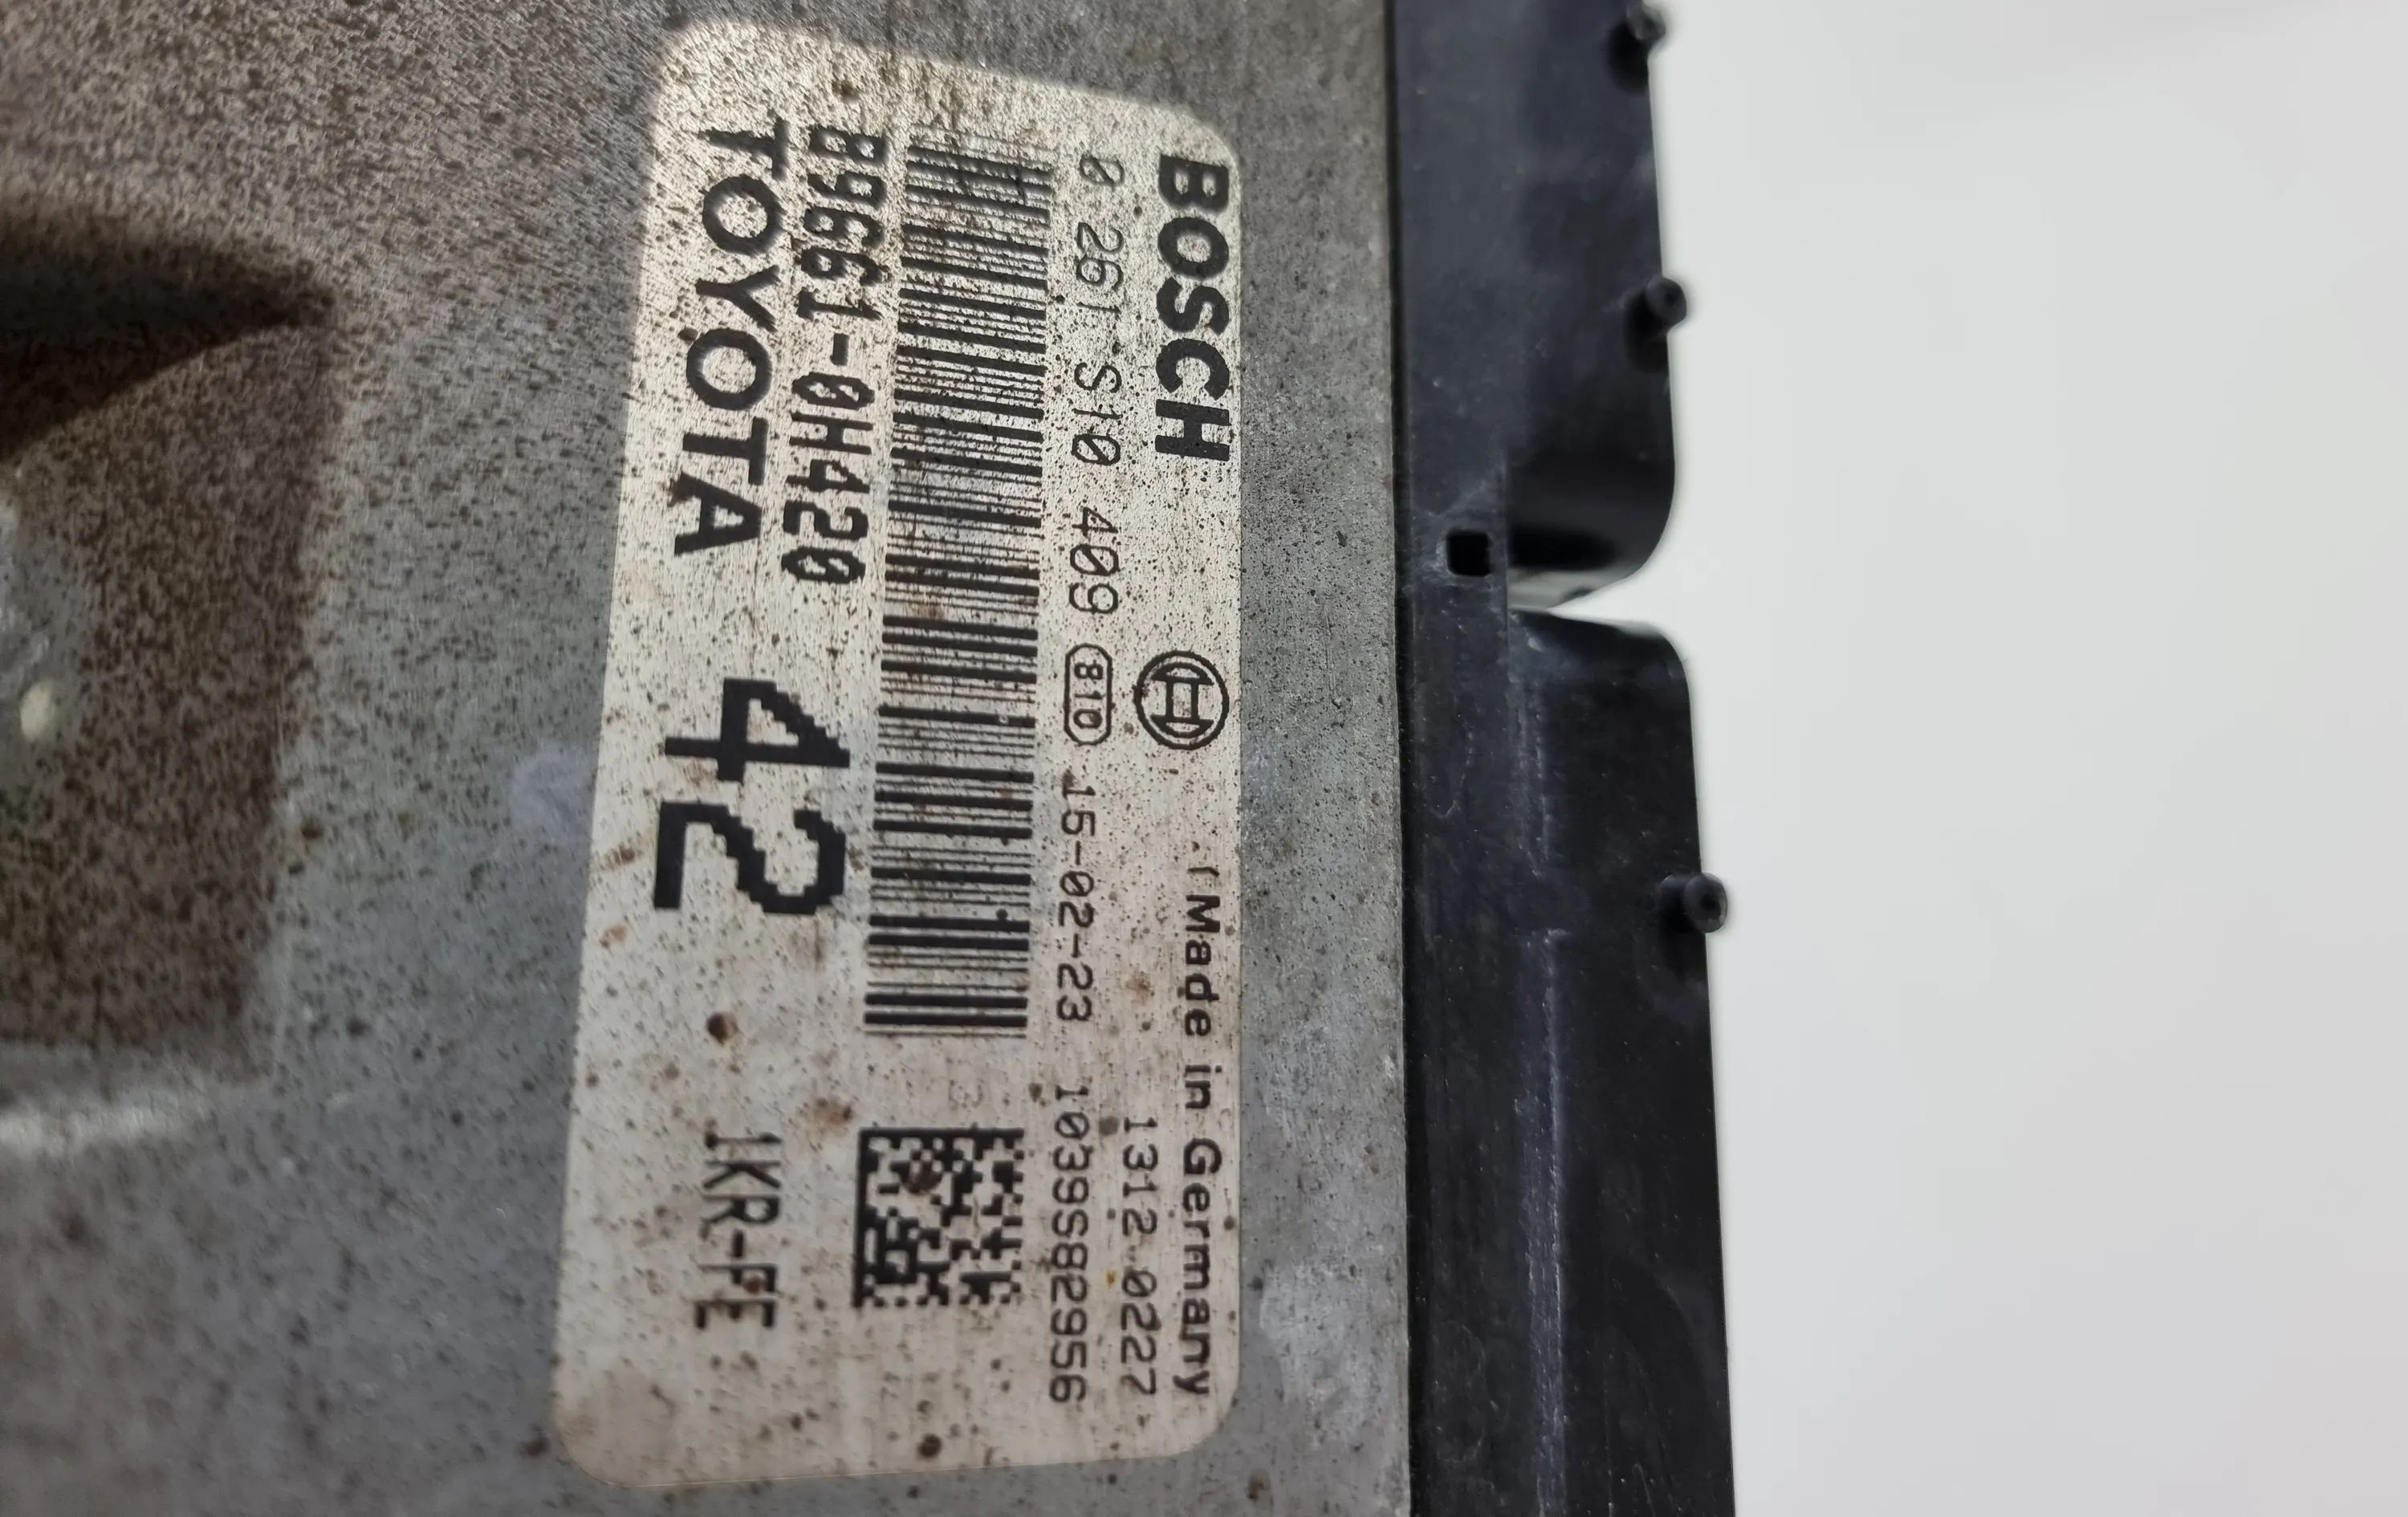 BOSCH Made in Germany
1312 0227
0 261 S10 409 810 15-02-23 1039S82956
89661-0H420
TOYOTA 42 1KR-FE